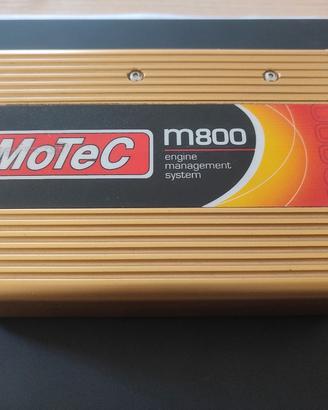 MoTeC
m800
engine
management
system